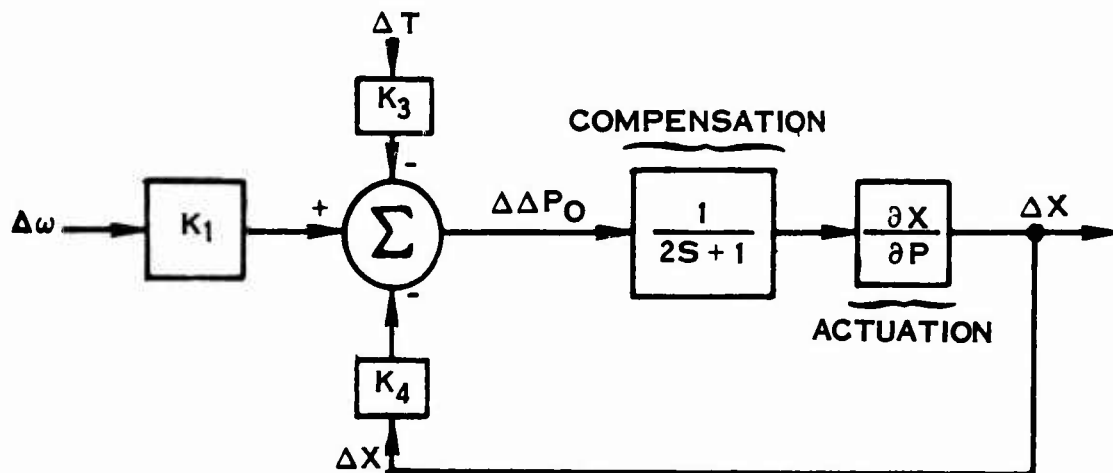 ΔT
K3
COMPENSATION
Δω
K1
+
-
Σ
-
ΔΔPO
1
2S + 1
∂X
∂P
ΔX
ACTUATION
K4
ΔX